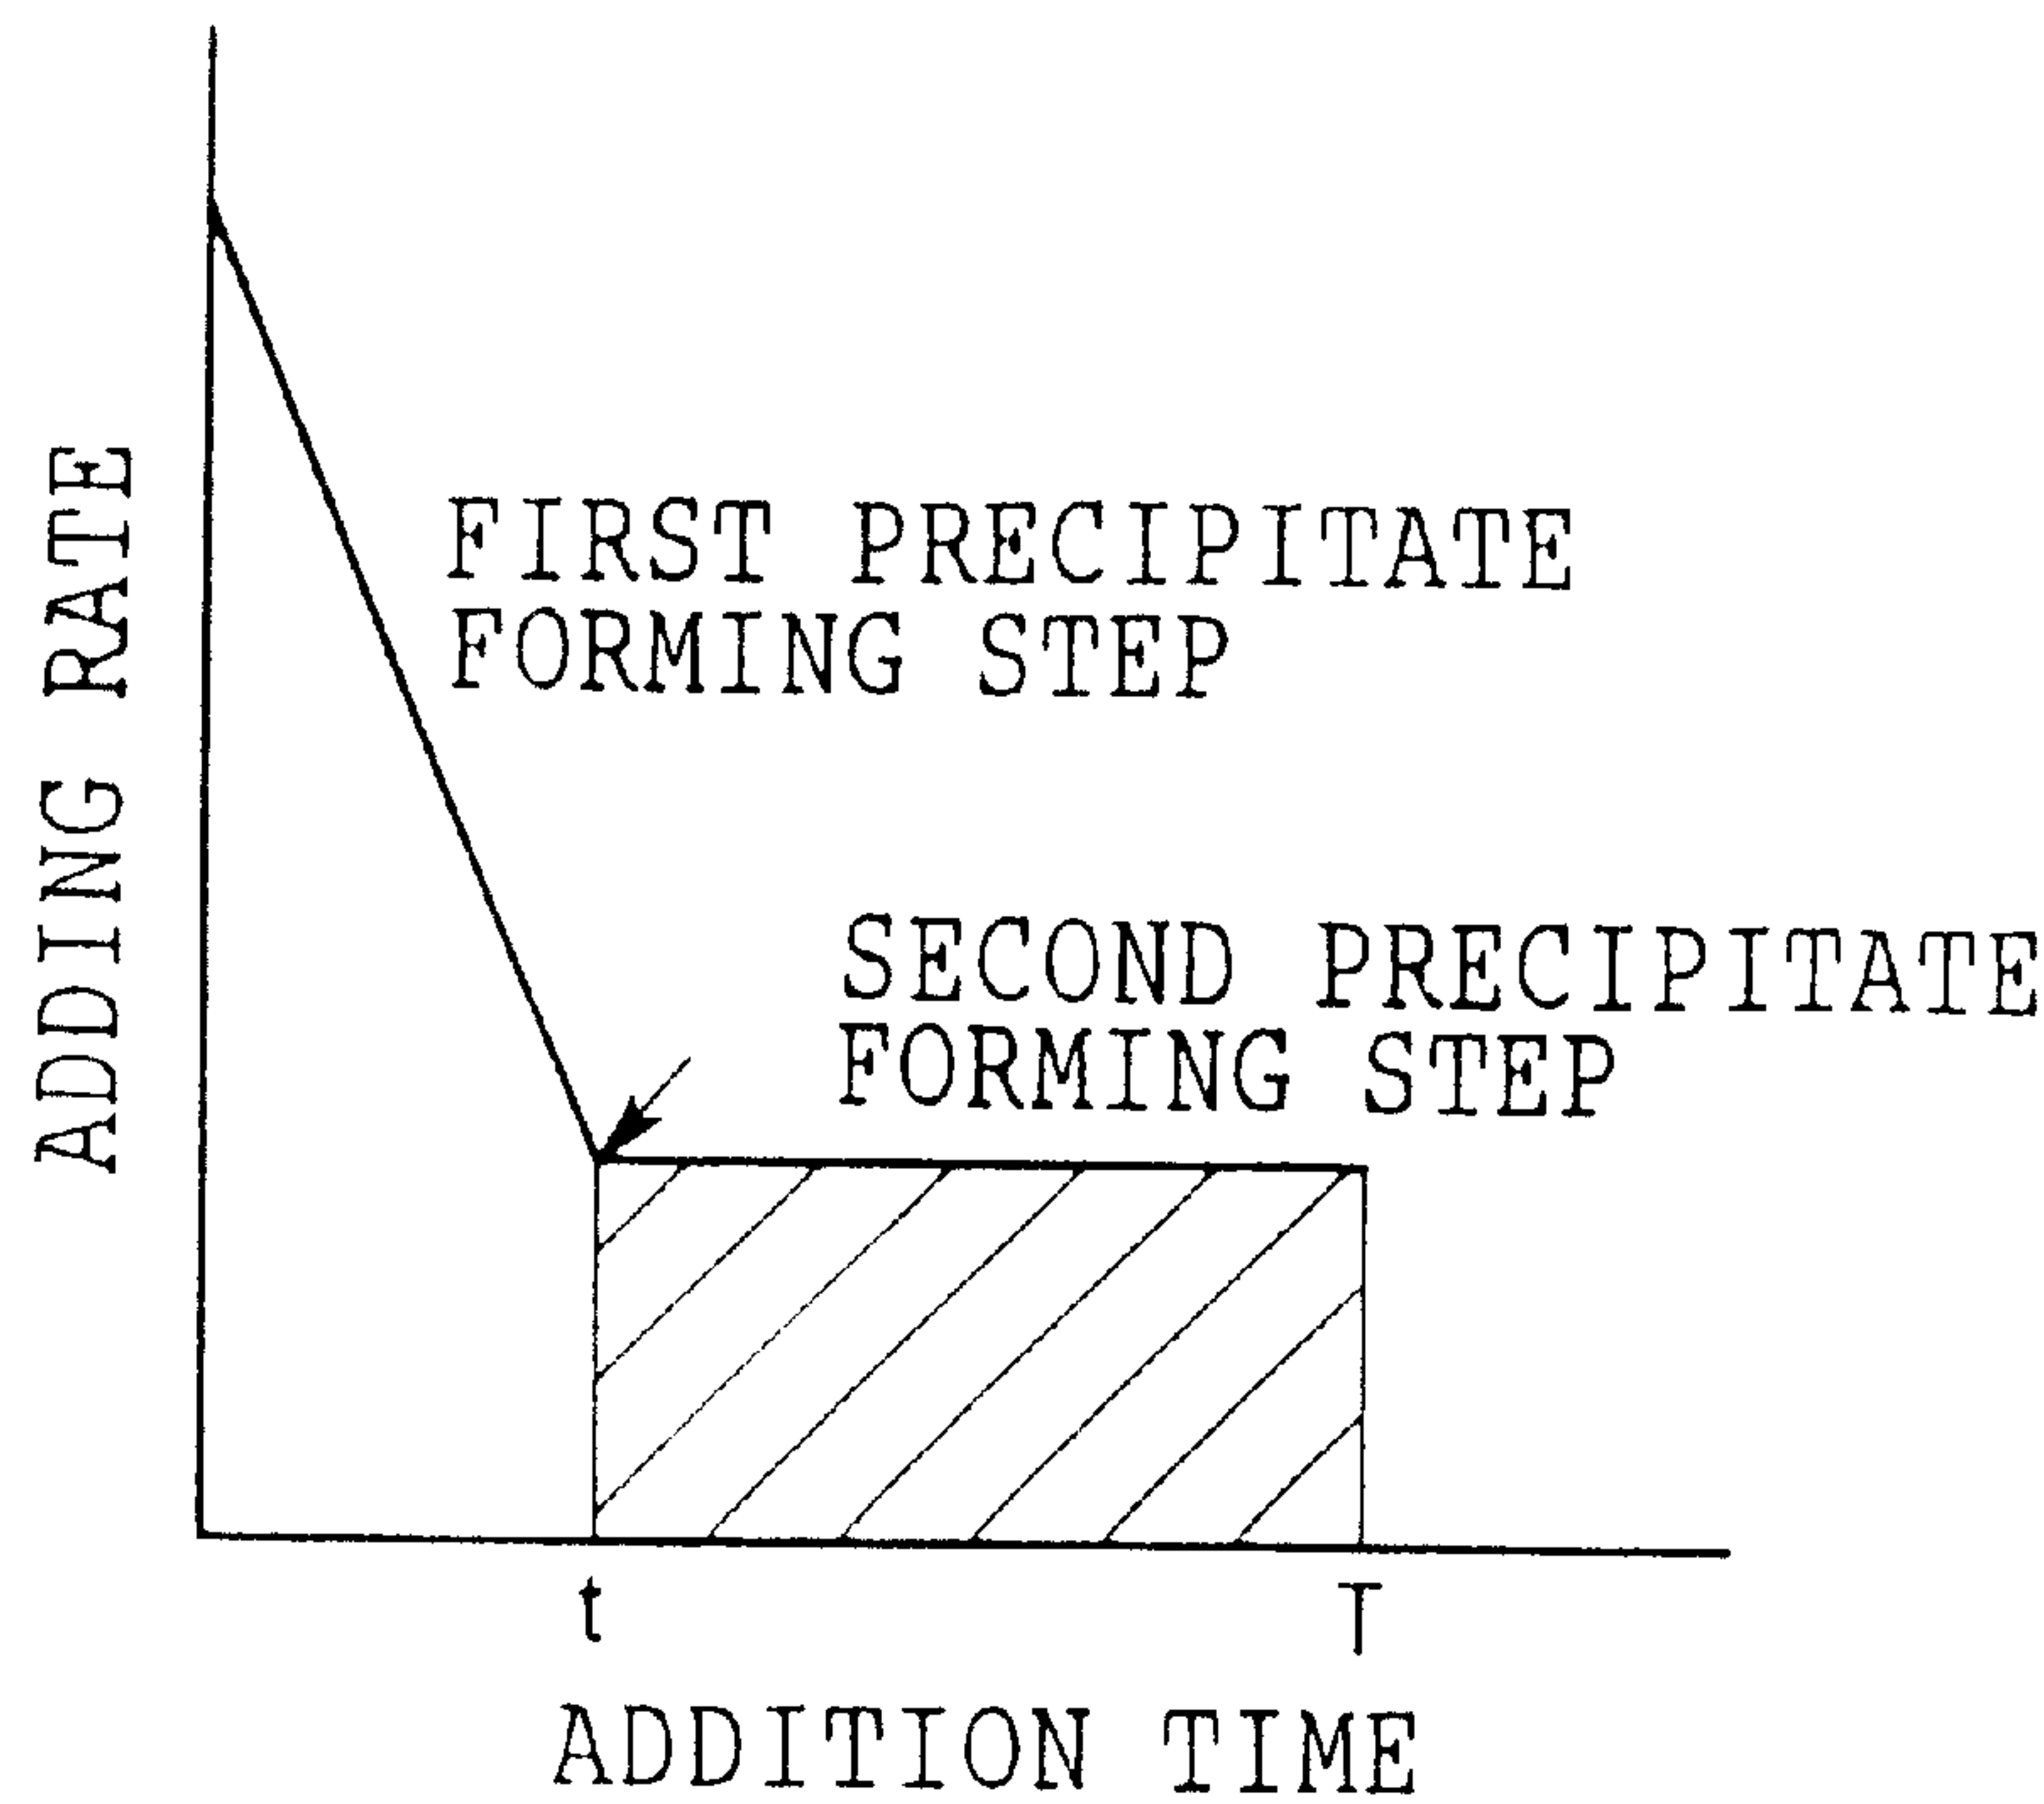 ADDING RATE
FIRST PRECIPITATE
FORMING STEP
SECOND PRECIPITATE
FORMING STEP
t
T
ADDITION TIME